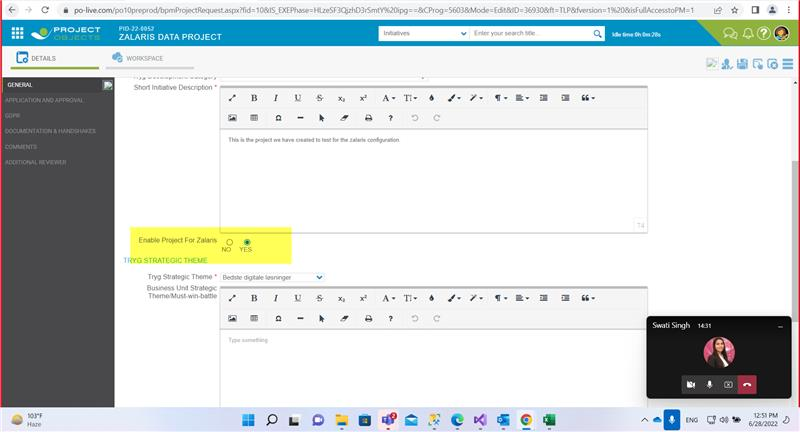 po-live.com/po10preprod/bpmProjectRequest.aspx?fid=10&IS_EXEPhase=HLzeSF3QjzhD3rSmtY%20ipg==&CProg=5603&Mode=Edit&ID=36930&ft=TLP&fversion=1%20&isFullAccesstoPM=1
PROJECT OBJECTS
PID-22-0052
ZALARIS DATA PROJECT
Initiatives
Enter your search title...
Idle time 0h 0m 28s
DETAILS
WORKSPACE
GENERAL
APPLICATION AND APPROVAL
GDPR
DOCUMENTATION & HANDSHAKES
COMMENTS
ADDITIONAL REVIEWER
Tryg Development Category
Short Initiative Description *
This is the project we have created to test for the zalaris configuration
74
Enable Project For Zalaris
NO YES
TRYG STRATEGIC THEME
Tryg Strategic Theme *
Bedste digitale løsninger
Business Unit Strategic
Theme/Must-win-battle
Type something
Swati Singh 14:31
103°F
Haze
2
ENG
12:51 PM
6/28/2022